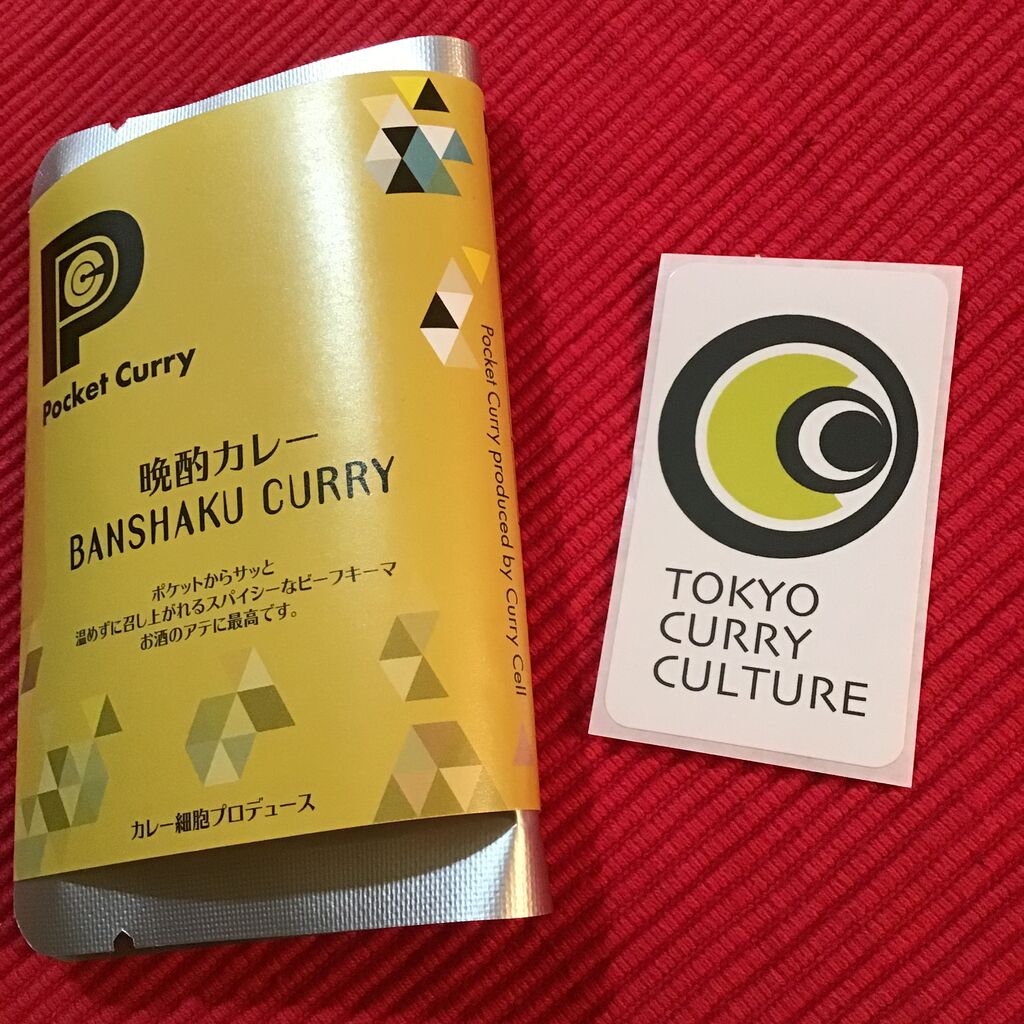 PCC
Pocket Curry
晩酌カレー
BANSHAKU CURRY
ポケットからサッと
温めずに召し上がれるスパイシーなビーフキーマ
お酒のアテに最高です。
カレー細胞プロデュース
Pocket Curry produced by Curry Cell
TOKYO
CURRY
CULTURE